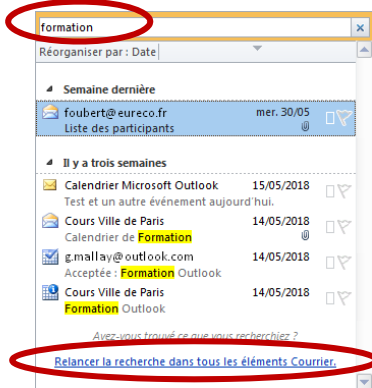 formation
Réorganiser par : Date
Semaine dernière
foubert@eureco.fr mer. 30/05
Liste des participants
Il y a trois semaines
Calendrier Microsoft Outlook 15/05/2018
Test et un autre événement aujourd'hui.
Cours Ville de Paris 14/05/2018
Calendrier de Formation
g.mallay@outlook.com 14/05/2018
Acceptée : Formation Outlook
Cours Ville de Paris 14/05/2018
Formation Outlook
Avez-vous trouvé ce que vous recherchiez ?
Relancer la recherche dans tous les éléments Courrier.